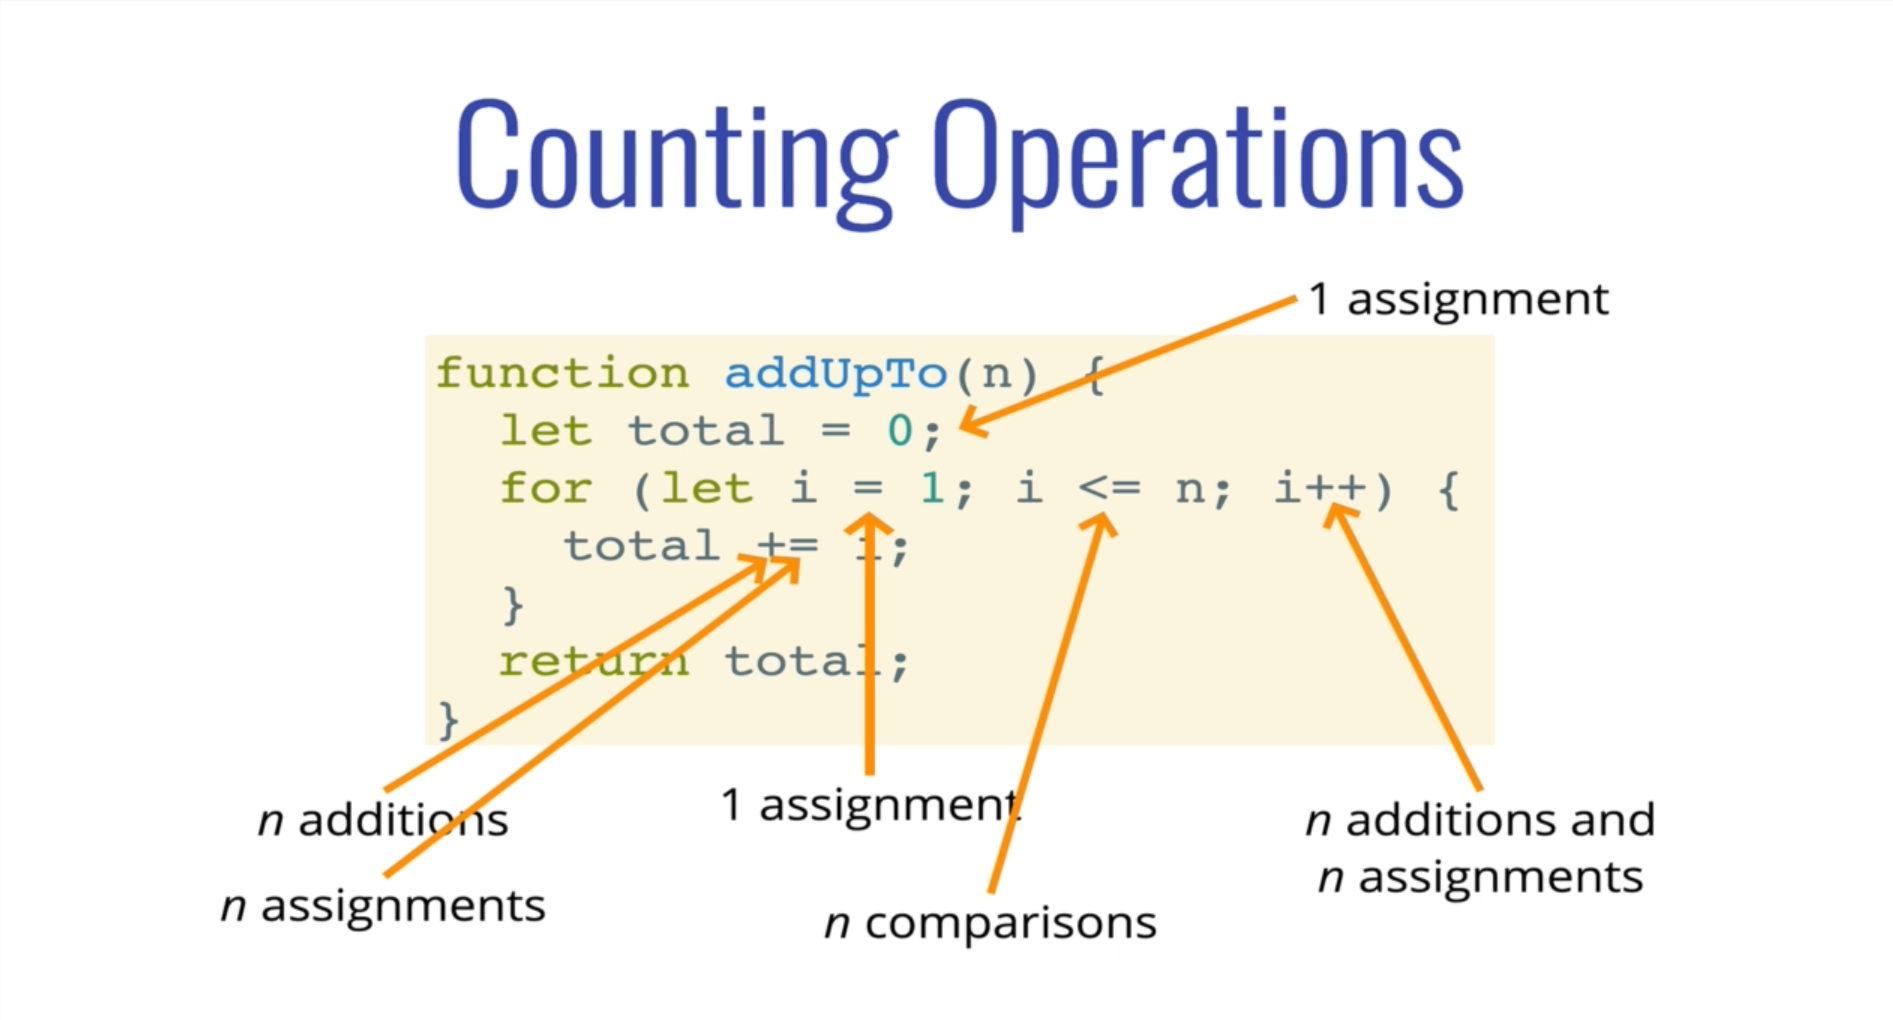 Counting Operations
1 assignment
function addUpTo(n) {
let total = 0;
for (let i = 1; i <= n; i++) {
total += i;
}
return total;
}
n additions
n assignments
1 assignment
n comparisons
n additions and
n assignments